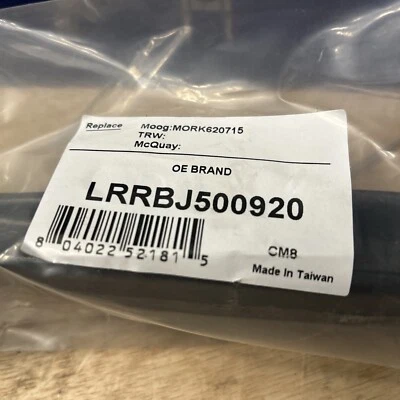 Replace Moog:MORK620715
TRW:
McQuay:
OE BRAND
LRRBJ500920
8 04022 52181 5
CM8
Made In Taiwan